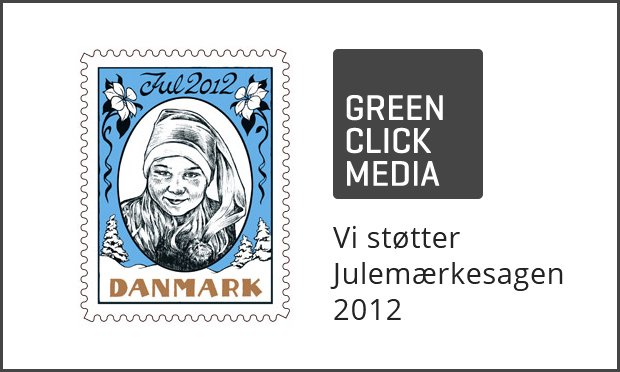 Jul 2012
DANMARK
GREEN
CLICK
MEDIA
Vi støtter
Julemærkesagen
2012